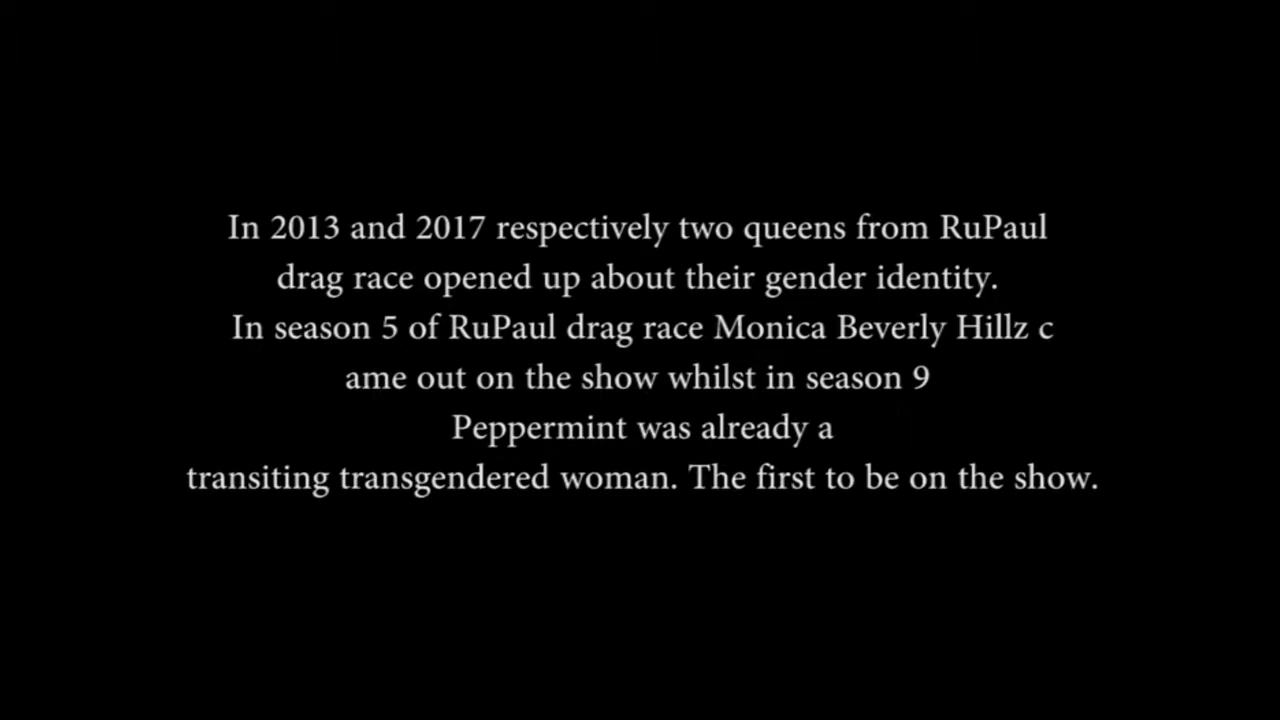 In 2013 and 2017 respectively two queens from RuPaul
drag race opened up about their gender identity.
In season 5 of RuPaul drag race Monica Beverly Hillz c
ame out on the show whilst in season 9
Peppermint was already a
transiting transgendered woman. The first to be on the show.